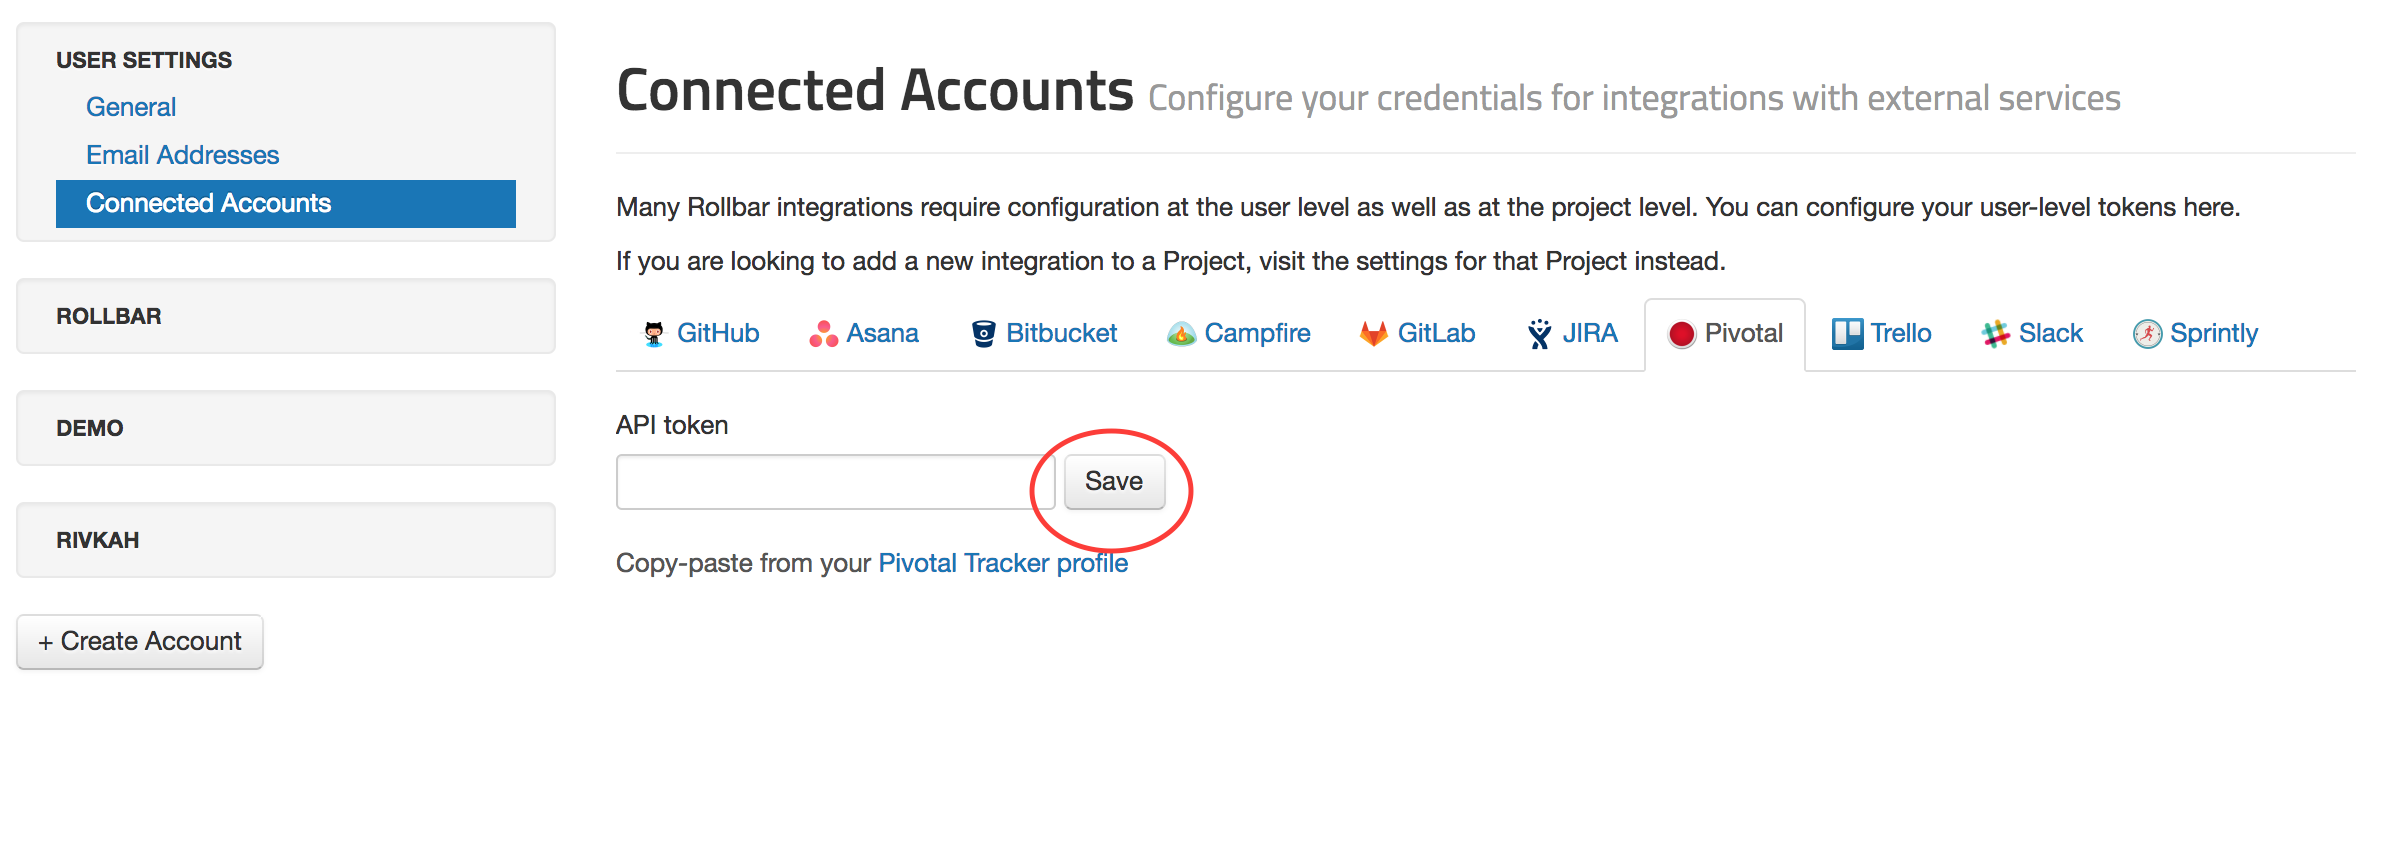 USER SETTINGS
General
Email Addresses
Connected Accounts
ROLLBAR
DEMO
RIVKAH
+ Create Account
Connected Accounts Configure your credentials for integrations with external services
Many Rollbar integrations require configuration at the user level as well as at the project level. You can configure your user-level tokens here.
If you are looking to add a new integration to a Project, visit the settings for that Project instead.
GitHub Asana Bitbucket Campfire GitLab JIRA Pivotal Trello Slack Sprintly
API token
Save
Copy-paste from your Pivotal Tracker profile